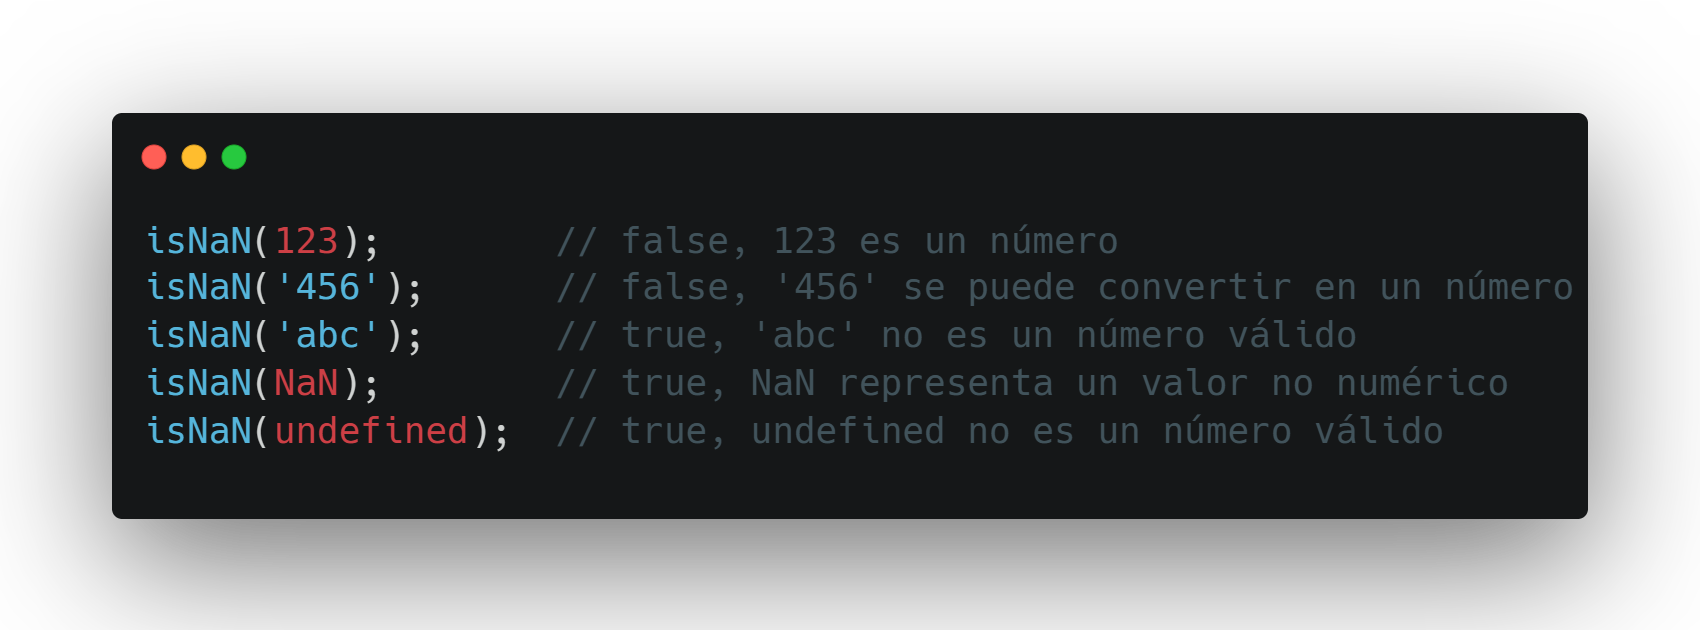 isNaN(123); // false, 123 es un número
isNaN('456'); // false, '456' se puede convertir en un número
isNaN('abc'); // true, 'abc' no es un número válido
isNaN(NaN); // true, NaN representa un valor no numérico
isNaN(undefined); // true, undefined no es un número válido